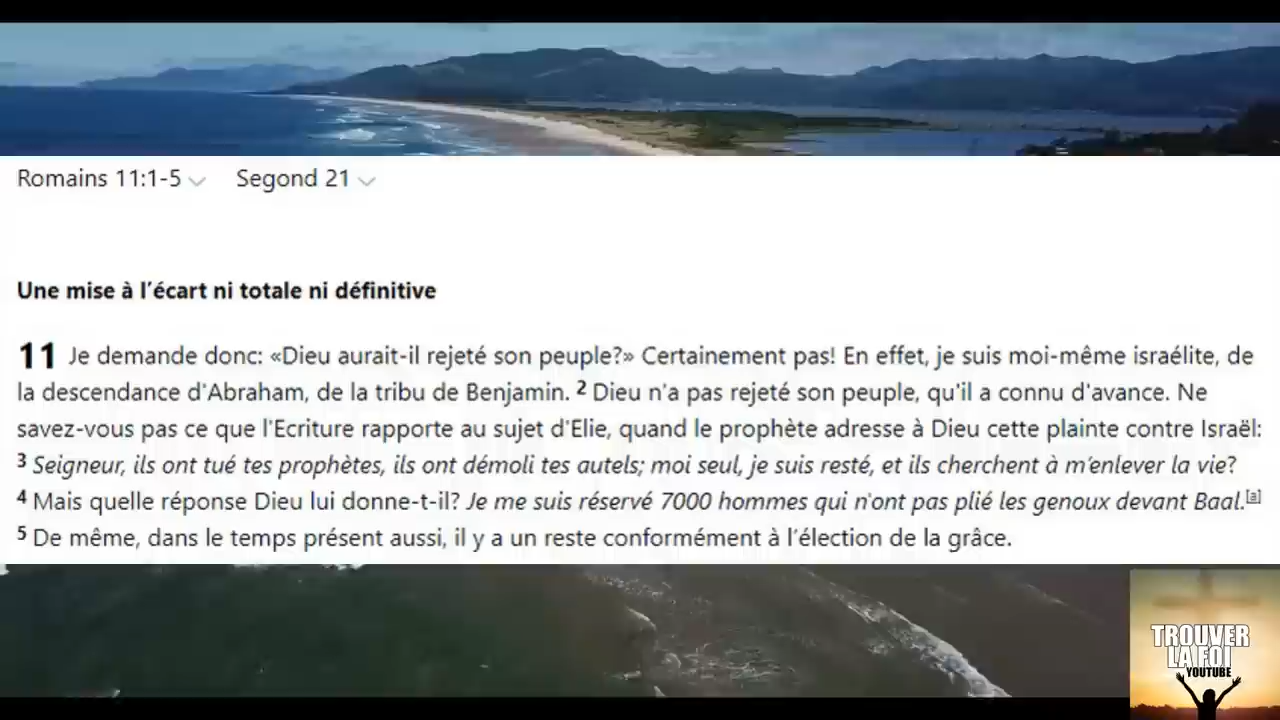 Romains 11:1-5 Segond 21
Une mise à l'écart ni totale ni définitive
11 Je demande donc: «Dieu aurait-il rejeté son peuple?» Certainement pas! En effet, je suis moi-même israélite, de
la descendance d'Abraham, de la tribu de Benjamin. 2 Dieu n'a pas rejeté son peuple, qu'il a connu d'avance. Ne
savez-vous pas ce que l'Ecriture rapporte au sujet d'Elie, quand le prophète adresse à Dieu cette plainte contre Israël:
3 Seigneur, ils ont tué tes prophètes, ils ont démoli tes autels; moi seul, je suis resté, et ils cherchent à m'enlever la vie?
4 Mais quelle réponse Dieu lui donne-t-il? Je me suis réservé 7000 hommes qui n'ont pas plié les genoux devant Baal.[a]
5 De même, dans le temps présent aussi, il y a un reste conformément à l'élection de la grâce.
TROUVER
LA FOI
YOUTUBE